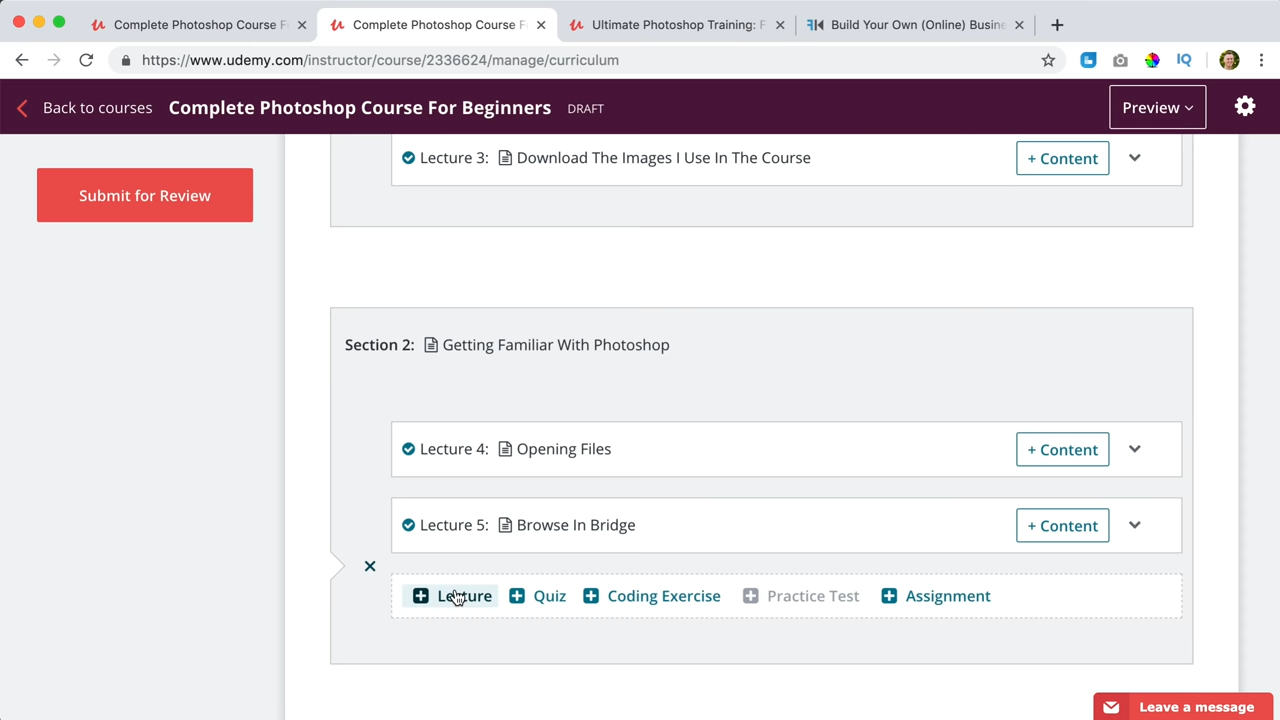 Complete Photoshop Course F
Complete Photoshop Course F
Ultimate Photoshop Training: F
Build Your Own (Online) Busine
https://www.udemy.com/instructor/course/2336624/manage/curriculum
IQ
Back to courses
Complete Photoshop Course For Beginners
DRAFT
Preview
Submit for Review
Lecture 3: Download The Images I Use In The Course
+ Content
Section 2: Getting Familiar With Photoshop
Lecture 4: Opening Files
+ Content
Lecture 5: Browse In Bridge
+ Content
Lecture
Quiz
Coding Exercise
Practice Test
Assignment
Leave a message